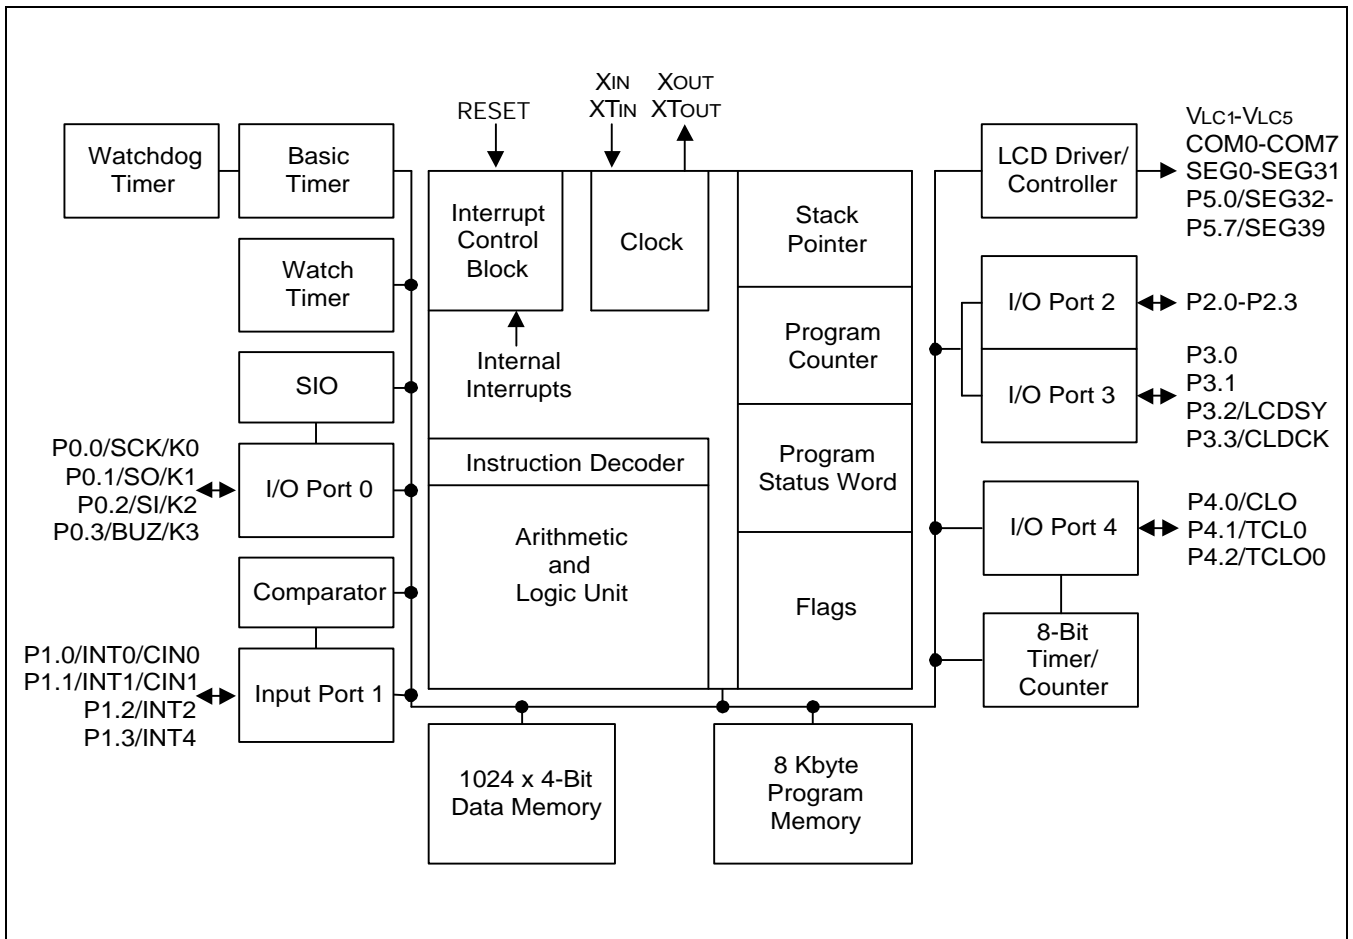 XIN XOUT
RESET XTIN XTOUT
Watchdog
Timer
Basic
Timer
Watch
Timer
SIO
P0.0/SCK/K0
P0.1/SO/K1
P0.2/SI/K2
P0.3/BUZ/K3
I/O Port 0
Comparator
P1.0/INT0/CIN0
P1.1/INT1/CIN1
P1.2/INT2
P1.3/INT4
Input Port 1
Interrupt
Control
Block
Clock
Internal
Interrupts
Instruction Decoder
Arithmetic
and
Logic Unit
Stack
Pointer
Program
Counter
Program
Status Word
Flags
1024 x 4-Bit
Data Memory
8 Kbyte
Program
Memory
LCD Driver/
Controller
VLC1-VLC5
COM0-COM7
SEG0-SEG31
P5.0/SEG32-
P5.7/SEG39
I/O Port 2
P2.0-P2.3
I/O Port 3
P3.0
P3.1
P3.2/LCDSY
P3.3/CLDCK
I/O Port 4
P4.0/CLO
P4.1/TCL0
P4.2/TCLO0
8-Bit
Timer/
Counter